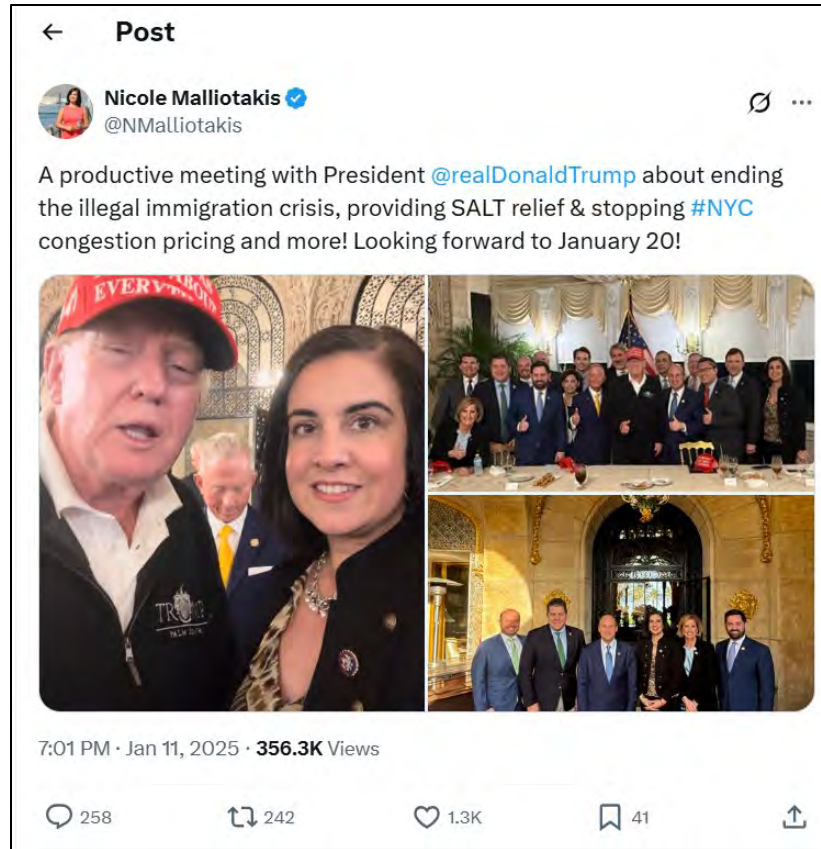 Post
Nicole Malliotakis
@NMalliotakis
A productive meeting with President @realDonaldTrump about ending
the illegal immigration crisis, providing SALT relief & stopping #NYC
congestion pricing and more! Looking forward to January 20!
ABOUT
EVERYTHING
TRUMP
7:01 PM · Jan 11, 2025 · 356.3K Views
258
242
1.3K
41